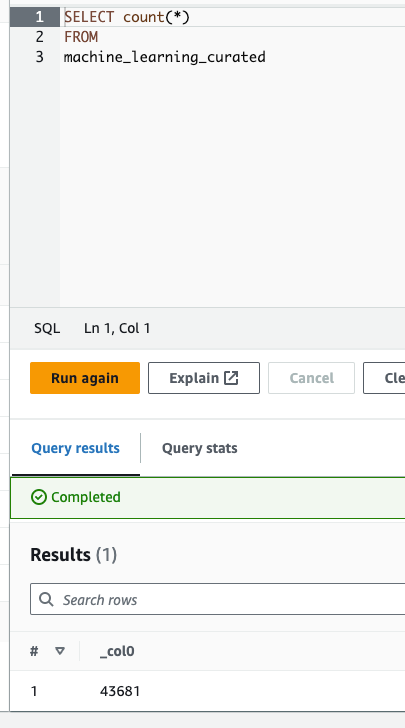 1 SELECT count(*)
2 FROM
3 machine_learning_curated
SQL Ln 1, Col 1
Run again Explain Cancel Cle
Query results Query stats
Completed
Results (1)
Search rows
# _col0
1 43681